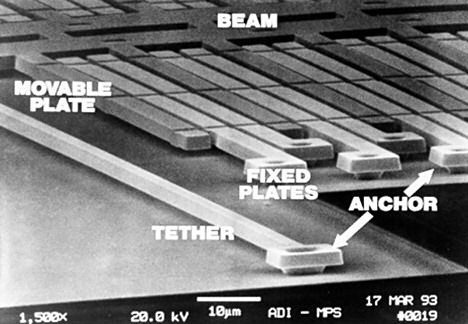 BEAM
MOVABLE
PLATE
FIXED
PLATES
ANCHOR
TETHER
17 MAR 93
1,500X 20.0 kV 10µm ADI - MPS #0019